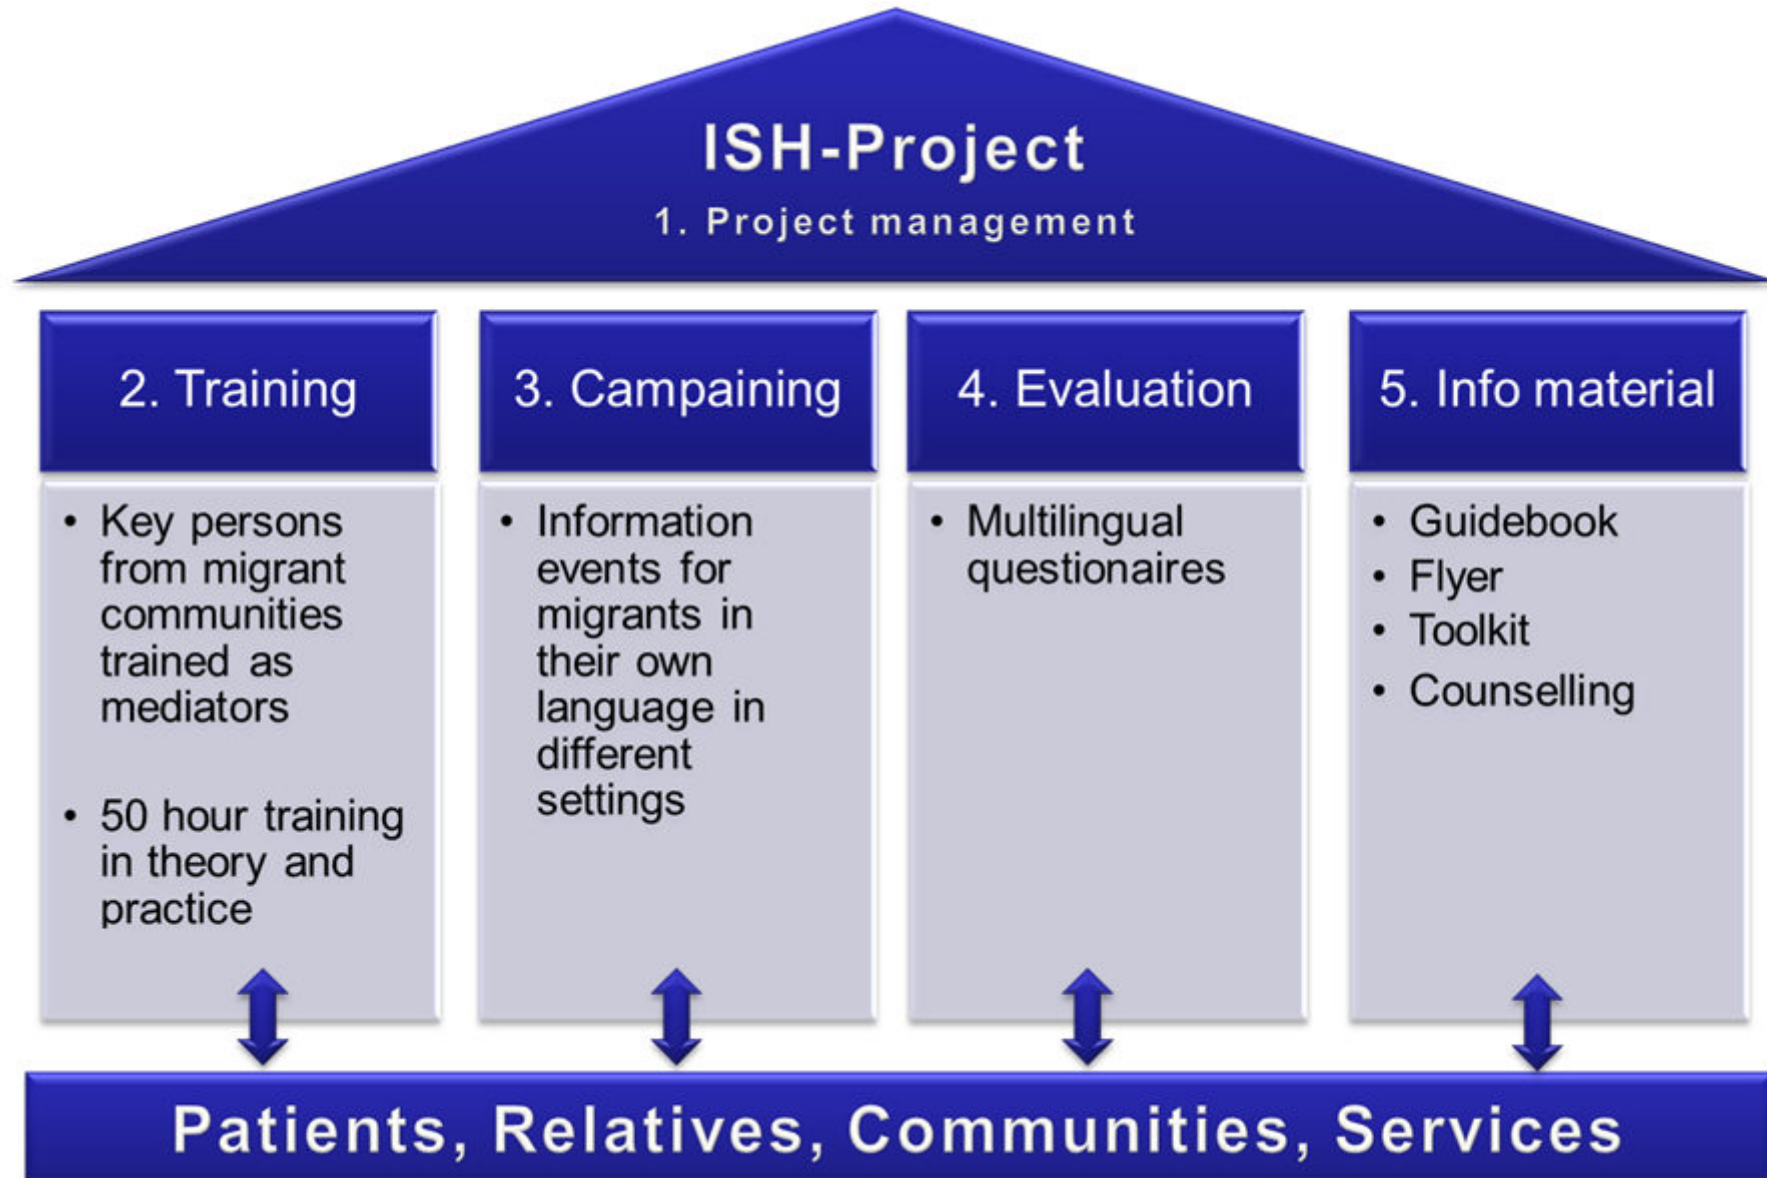 ISH-Project
1. Project management
2. Training
• Key persons
from migrant
communities
trained as
mediators
• 50 hour training
in theory and
practice
3. Campaining
• Information
events for
migrants in
their own
language in
different
settings
4. Evaluation
• Multilingual
questionaires
5. Info material
• Guidebook
• Flyer
• Toolkit
• Counselling
Patients, Relatives, Communities, Services